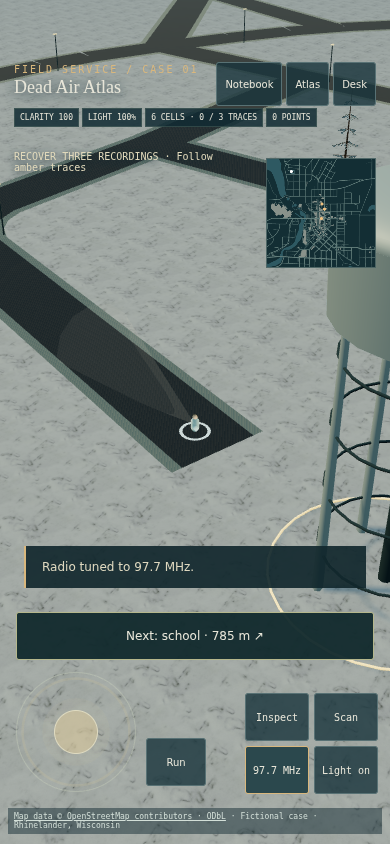 FIELD SERVICE / CASE 01
Dead Air Atlas
Notebook
Atlas
Desk
CLARITY 100
LIGHT 100%
6 CELLS · 0 / 3 TRACES
0 POINTS
RECOVER THREE RECORDINGS · Follow
amber traces
Radio tuned to 97.7 MHz.
Next: school · 785 m ↗
Inspect
Scan
Run
97.7 MHz
Light on
Map data © OpenStreetMap contributors · ODbL · Fictional case ·
Rhinelander, Wisconsin